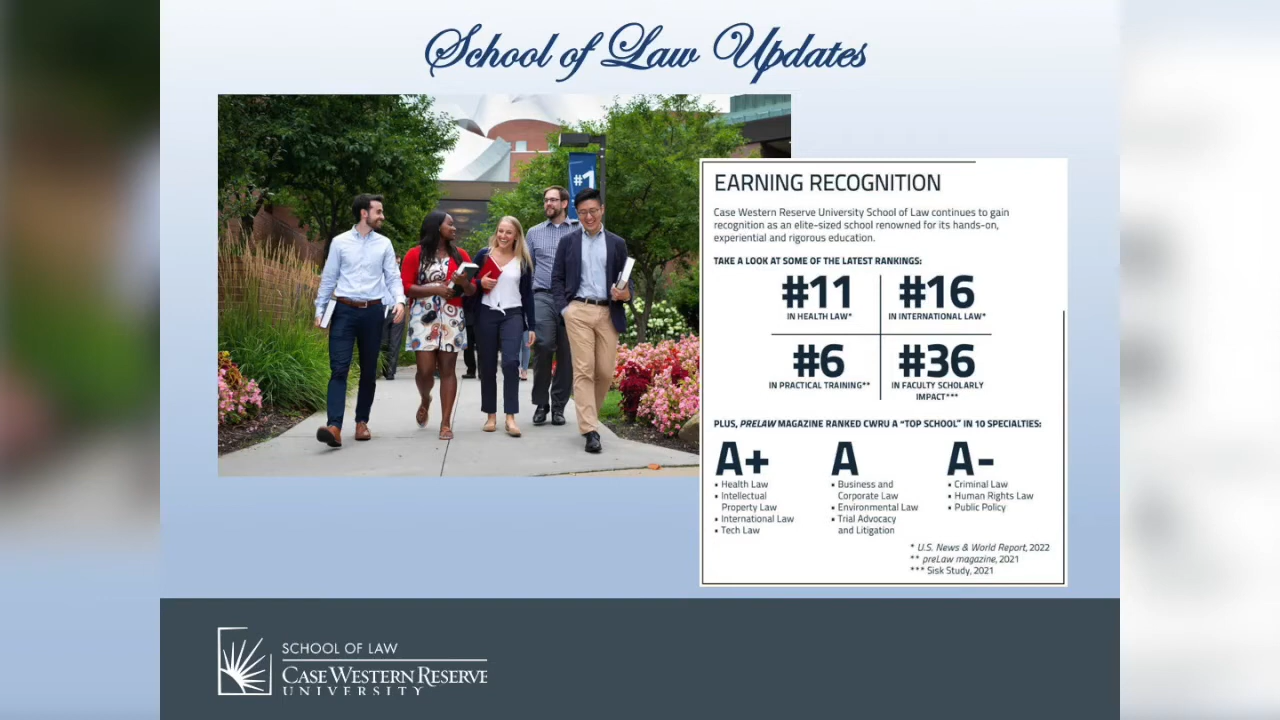 School of Law Updates
#1
EARNING RECOGNITION
Case Western Reserve University School of Law continues to gain
recognition as an elite-sized school renowned for its hands-on,
experiential and rigorous education.
TAKE A LOOK AT SOME OF THE LATEST RANKINGS:
#11
IN HEALTH LAW*
#16
IN INTERNATIONAL LAW*
#6
IN PRACTICAL TRAINING**
#36
IN FACULTY SCHOLARLY
IMPACT***
PLUS, PRELAW MAGAZINE RANKED CWRU A “TOP SCHOOL” IN 10 SPECIALTIES:
A+
▪ Health Law
▪ Intellectual
Property Law
▪ International Law
▪ Tech Law
A
▪ Business and
Corporate Law
▪ Environmental Law
▪ Trial Advocacy
and Litigation
A-
▪ Criminal Law
▪ Human Rights Law
▪ Public Policy
* U.S. News & World Report, 2022
** preLaw magazine, 2021
*** Sisk Study, 2021
SCHOOL OF LAW
CASE WESTERN RESERVE
UNIVERSITY